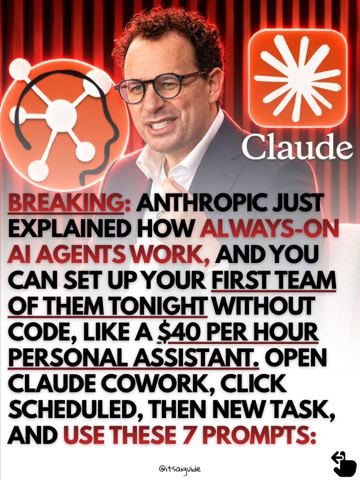 Claude
BREAKING: ANTHROPIC JUST
EXPLAINED HOW ALWAYS-ON
AI AGENTS WORK, AND YOU
CAN SET UP YOUR FIRST TEAM
OF THEM TONIGHT WITHOUT
CODE, LIKE A $40 PER HOUR
PERSONAL ASSISTANT. OPEN
CLAUDE COWORK, CLICK
SCHEDULED, THEN NEW TASK,
AND USE THESE 7 PROMPTS:
@itsaiguide